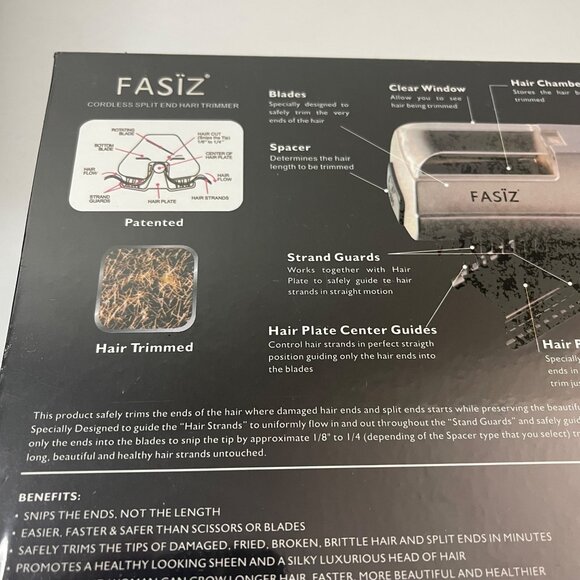 FASÏZ®
CORDLESS SPLIT END HARI TRIMMER
ROTATING
BLADE
BOTTOM
BLADE
HAIR
FLOW
STRAND
GUARDS
HAIR PLATE
HAIR CUT
(Snips the Tip)
1/8" to 1/4"
CENTER OF
HAIR PLATE
HAIR
FLOW
HAIR STRANDS
Patented
Hair Trimmed
Blades
Specially designed to
safely trim the very
ends of the hair
Spacer
Determines the hair
length to be trimmed
Clear Window
Allow you to see
hair being trimmed
Hair Chambe
Stores the hair b
trimmed
FASÏZ
Strand Guards
Works together with Hair
Plate to safely guide te hair
strands in straight motion
Hair Plate Center Guides
Control hair strands in perfect straigth
position guiding only the hair ends into
the blades
Hair
Specially
ends in
trim jus
This product safely trims the ends of the hair where damaged hair ends and split ends starts while preserving the beautifu
Specially Designed to guide the "Hair Strands" to uniformly flow in and out throughout the "Stand Guards" and safely guid
only the ends into the blades to snip the tip by approximate 1/8" to 1/4 (depending of the Spacer type that you select) tr
long, beautiful and healthy hair strands untouched.
BENEFITS:
• SNIPS THE ENDS, NOT THE LENGTH
• EASIER, FASTER & SAFER THAN SCISSORS OR BLADES
• SAFELY TRIMS THE TIPS OF DAMAGED, FRIED, BROKEN, BRITTLE HAIR AND SPLIT ENDS IN MINUTES
• PROMOTES A HEALTHY LOOKING SHEEN AND A SILKY LUXURIOUS HEAD OF HAIR
WOMAN CAN GROW LONGER HAIR, FASTER, MORE BEAUTIFUL AND HEALTHIER